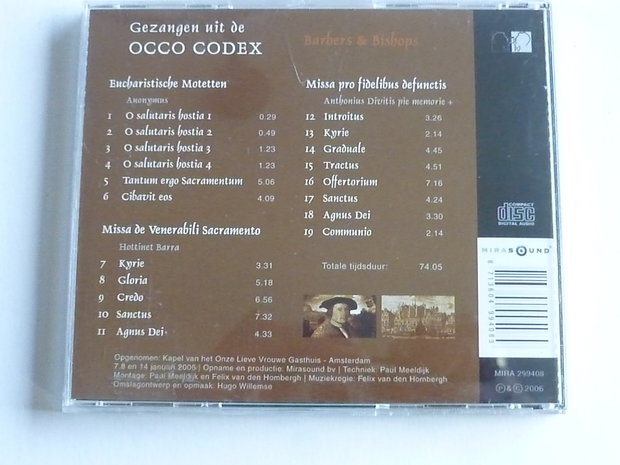 Gezangen uit de
OCCO CODEX
Barbers & Bishops
Eucharistische Motetten
Anonymus
1 O salutaris hostia 1 0.29
2 O salutaris hostia 2 0.49
3 O salutaris hostia 3 1.23
4 O salutaris hostia 4 1.23
5 Tantum ergo Sacramentum 5.06
6 Cibavit eos 4.09
Missa de Venerabili Sacramento
Hottinet Barra
7 Kyrie 3.31
8 Gloria 5.18
9 Credo 6.56
10 Sanctus 7.32
11 Agnus Dei 4.33
Missa pro fidelibus defunctis
Anthonius Divitis pie memorie +
12 Introitus 3.26
13 Kyrie 2.14
14 Graduale 4.45
15 Tractus 4.51
16 Offertorium 7.16
17 Sanctus 4.24
18 Agnus Dei 3.30
19 Communio 2.14
Totale tijdsduur: 74.05
Opgenomen: Kapel van het Onze Lieve Vrouwe Gasthuis - Amsterdam
7,8 en 14 januari 2006 | Opname en productie: Mirasound bv | Techniek: Paul Meeldijk
Montage: Paul Meeldijk en Felix van den Hombergh | Muziekregie: Felix van den Hombergh
Omslagontwerp en opmaak: Hugo Willemse
COMPACT
disc
DIGITAL AUDIO
MIRASOUND
8 713604 994083
MIRA 299408
℗ & © 2006